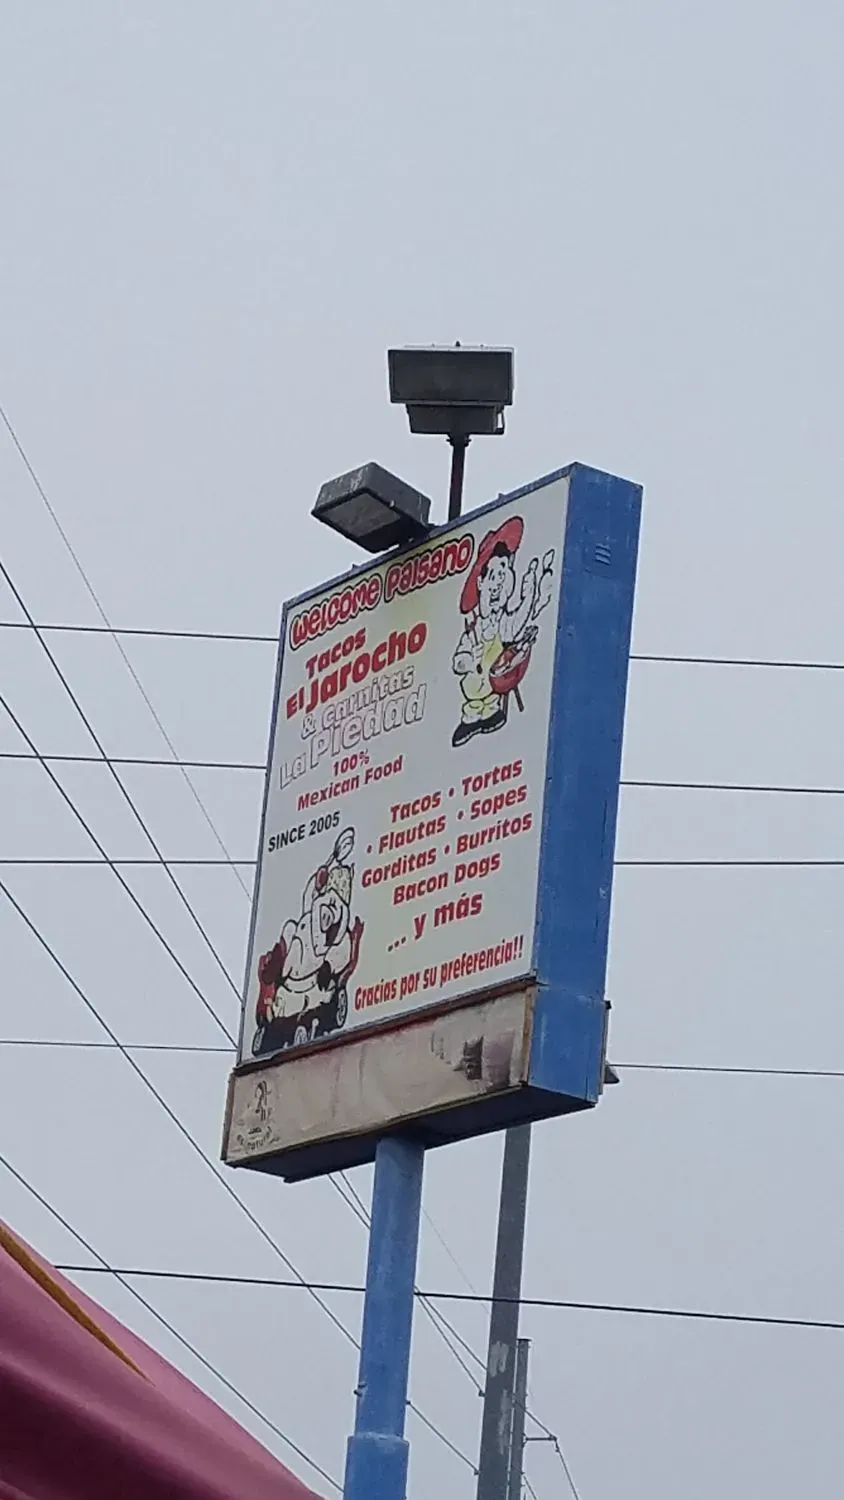 Welcome Paisano
Tacos
El Jarocho
& Carnitas
La Piedad
100%
Mexican Food
SINCE 2005
Tacos • Tortas
• Flautas • Sopes
Gorditas • Burritos
Bacon Dogs
... y más
Gracias por su preferencia!!